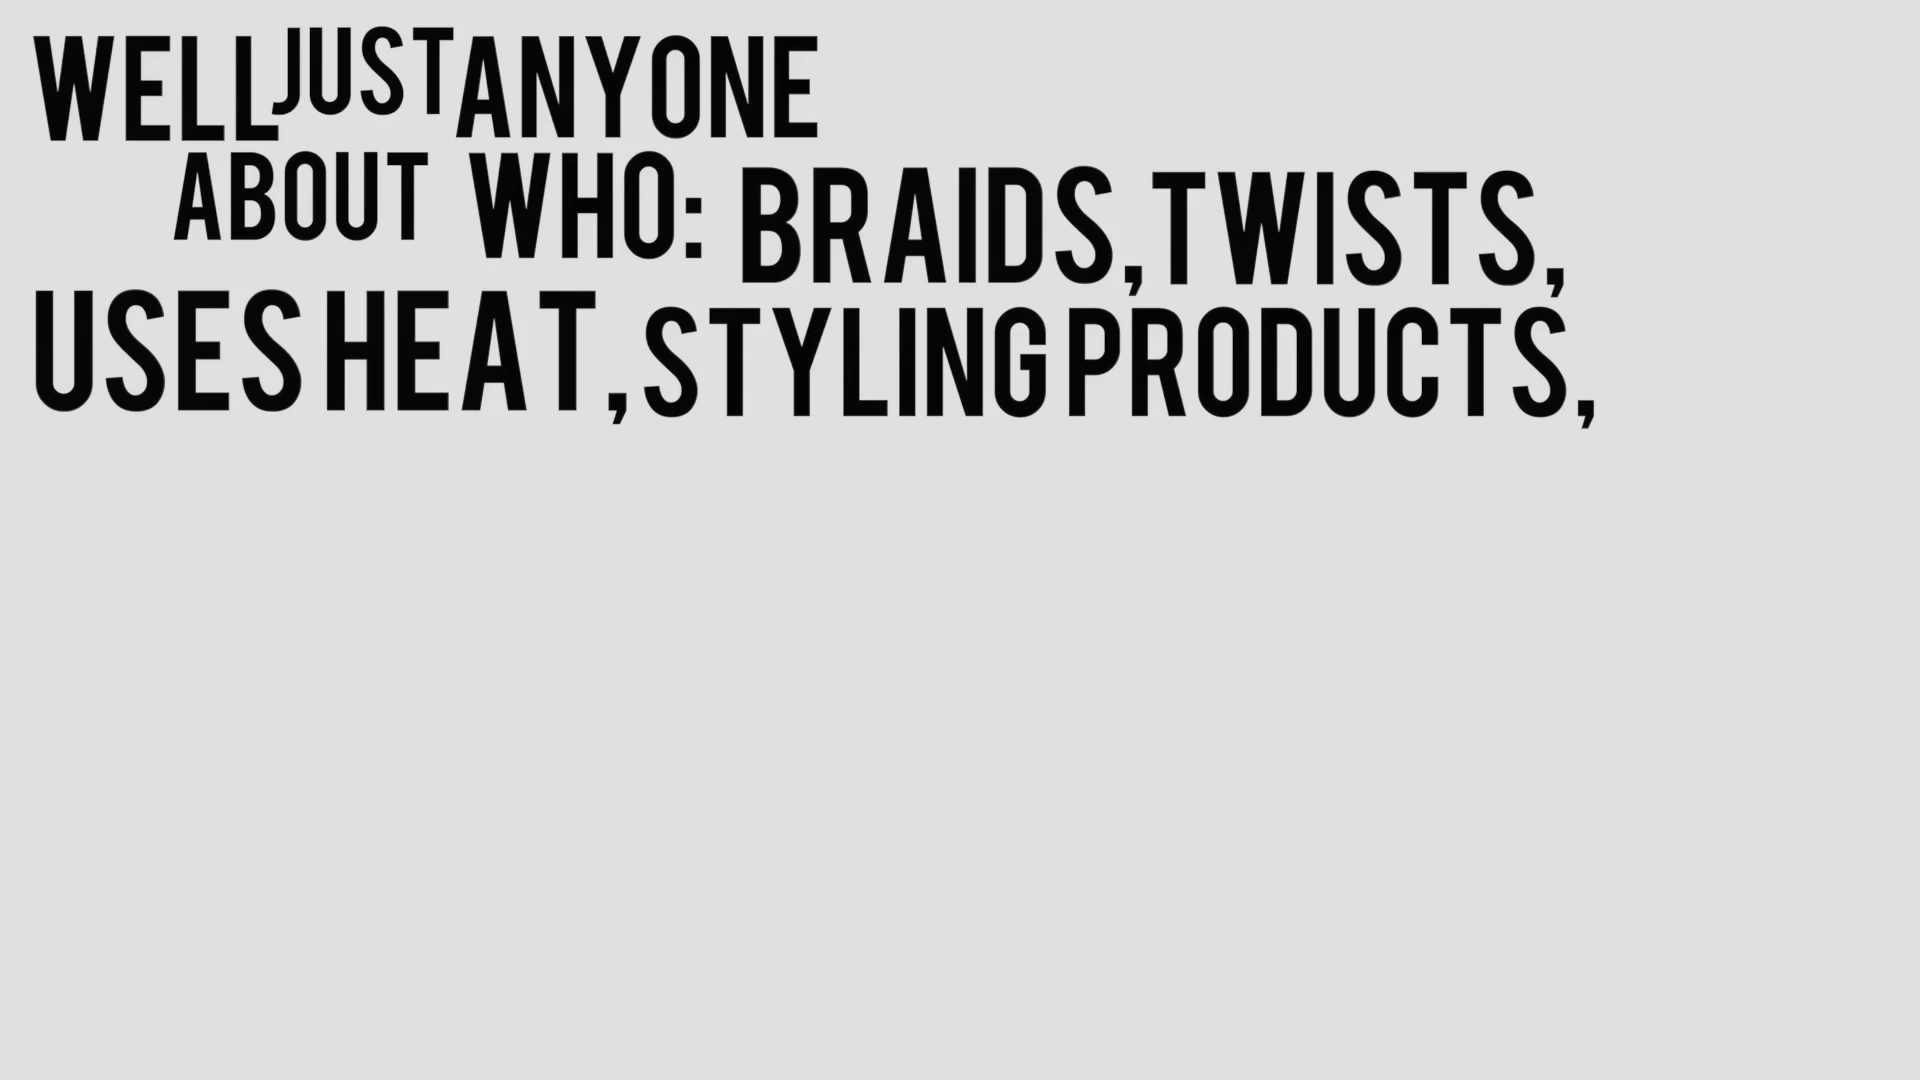 WELL JUST ANYONE
ABOUT WHO: BRAIDS, TWISTS,
USES HEAT, STYLING PRODUCTS,